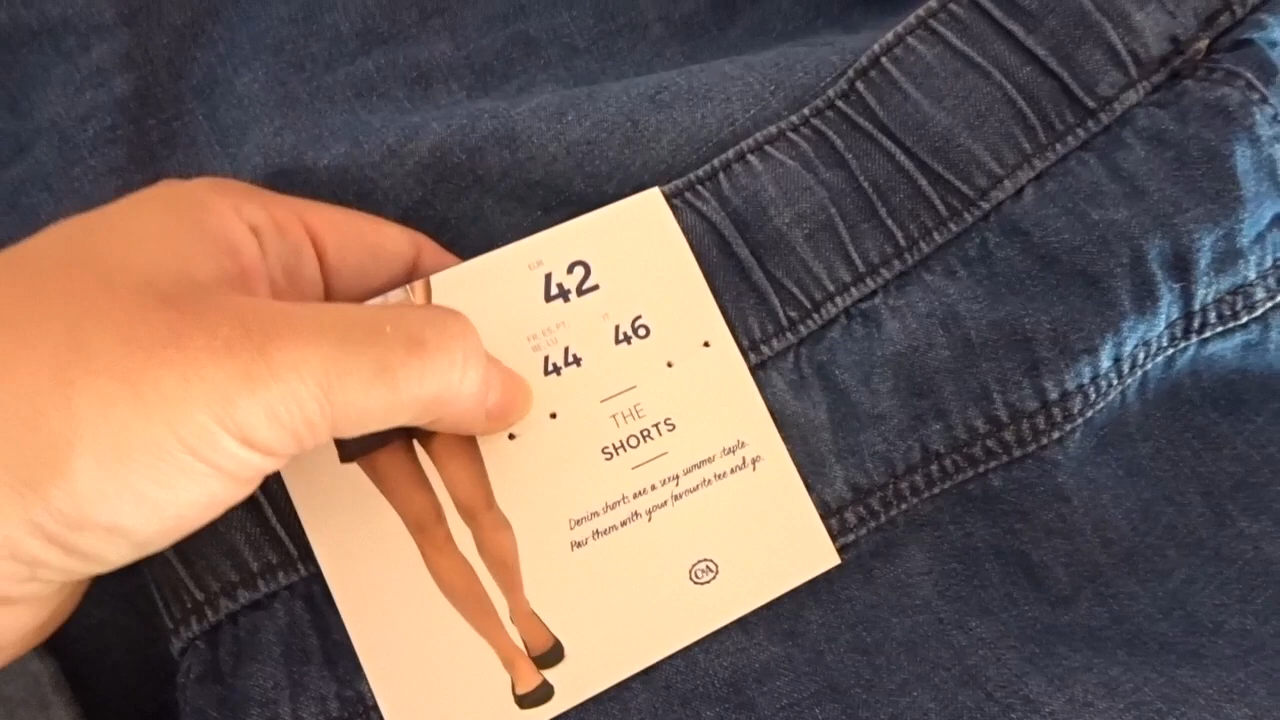 EUR
42
FR, ES, PT,
BE, LU
44
IT
46
THE
SHORTS
Denim shorts are a sexy summer staple.
Pair them with your favourite tee and go.
C&A